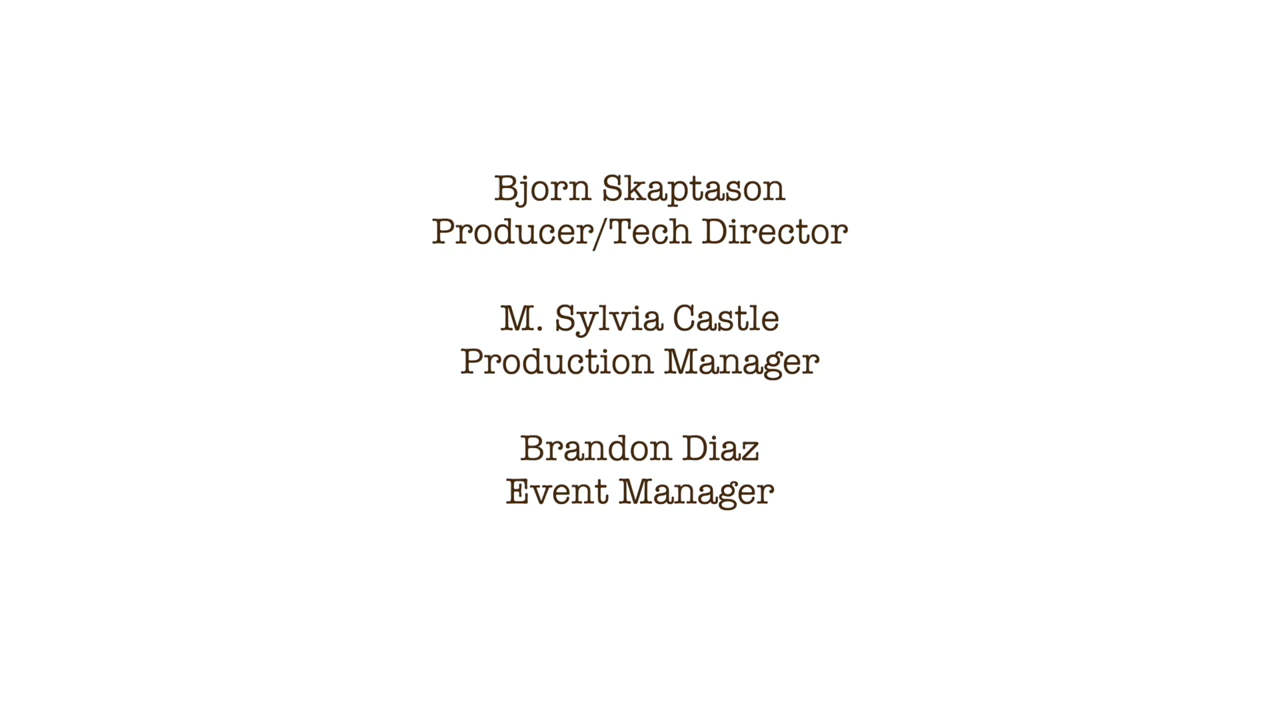 Bjorn Skaptason
Producer/Tech Director
M. Sylvia Castle
Production Manager
Brandon Diaz
Event Manager